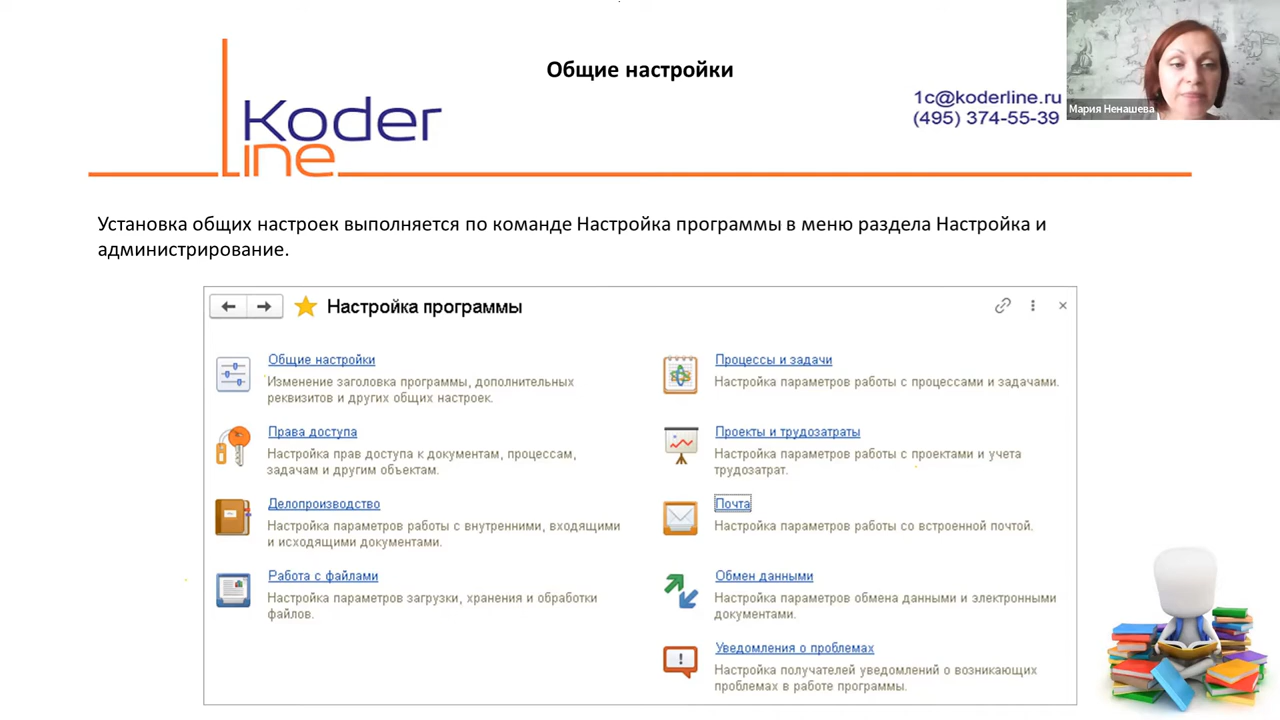 Общие настройки
Koder
line
1c@koderline.ru
(495) 374-55-39
Мария Ненашева
Установка общих настроек выполняется по команде Настройка программы в меню раздела Настройка и
администрирование.
Настройка программы
Общие настройки
Изменение заголовка программы, дополнительных
реквизитов и других общих настроек.
Права доступа
Настройка прав доступа к документам, процессам,
задачам и другим объектам.
Делопроизводство
Настройка параметров работы с внутренними, входящими
и исходящими документами.
Работа с файлами
Настройка параметров загрузки, хранения и обработки
файлов.
Процессы и задачи
Настройка параметров работы с процессами и задачами.
Проекты и трудозатраты
Настройка параметров работы с проектами и учета
трудозатрат.
Почта
Настройка параметров работы со встроенной почтой.
Обмен данными
Настройка параметров обмена данными и электронными
документами.
Уведомления о проблемах
Настройка получателей уведомлений о возникающих
проблемах в работе программы.